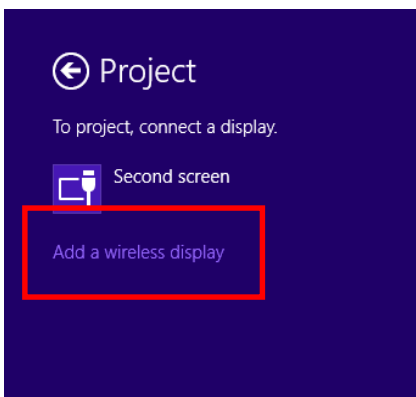 Project
To project, connect a display.
Second screen
Add a wireless display